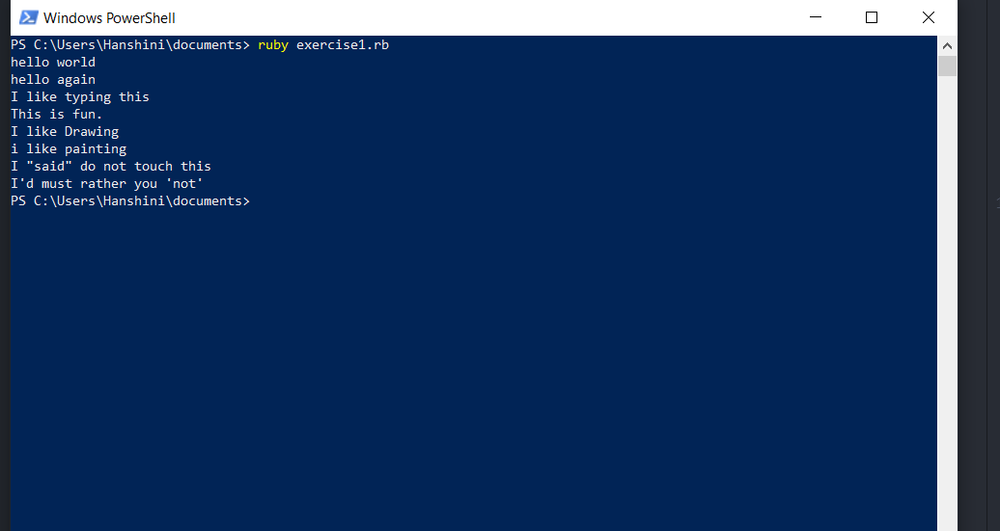 Windows PowerShell
PS C:\Users\Hanshini\documents> ruby exercise1.rb
hello world
hello again
I like typing this
This is fun.
I like Drawing
i like painting
I "said" do not touch this
I'd must rather you 'not'
PS C:\Users\Hanshini\documents>